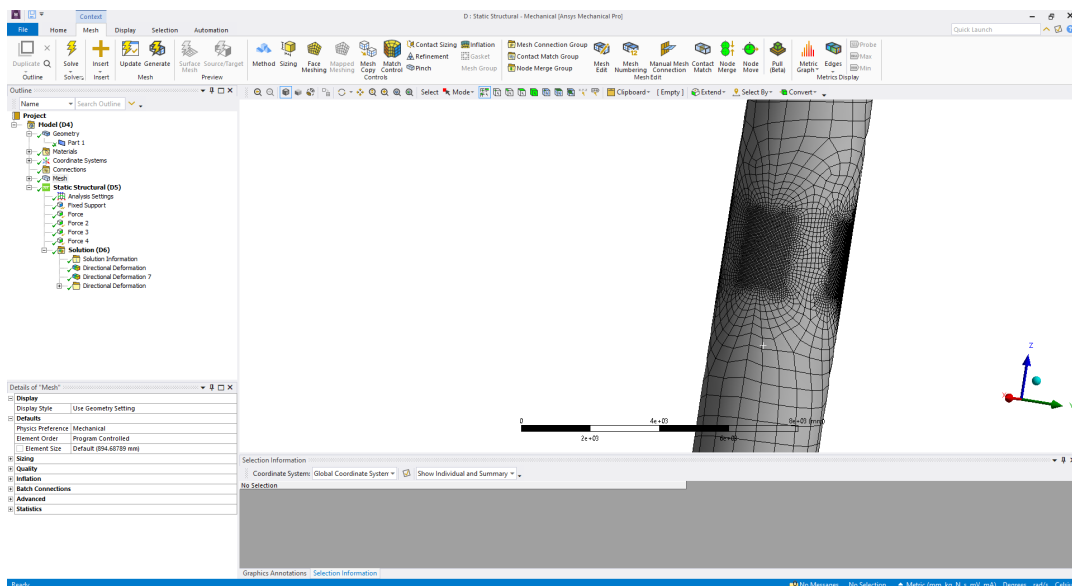 Context
D : Static Structural - Mechanical [Ansys Mechanical Pro]
File Home Mesh Display Selection Automation
Quick Launch
Duplicate Solve Insert Update Generate Surface Mesh Source/Target Method Sizing Face Meshing Mapped Meshing Mesh Copy Match Control
Contact Sizing Inflation
Refinement Gasket
Pinch Mesh Group
Mesh Connection Group
Contact Match Group
Node Merge Group
Mesh Edit Mesh Numbering Manual Mesh Connection Contact Match Node Merge Node Move Pull (Beta) Metric Graph Edges
Probe
Max
Min
Outline Solver Insert Mesh Preview Controls Mesh Edit Metrics Display
Outline
Name Search Outline
Select Mode Clipboard [ Empty ] Extend Select By Convert
Project
Model (D4)
Geometry
Part 1
Materials
Coordinate Systems
Connections
Mesh
Static Structural (D5)
Analysis Settings
Fixed Support
Force
Force 2
Force 3
Force 4
Solution (D6)
Solution Information
Directional Deformation
Directional Deformation 7
Directional Deformation
Z
Y
X
0 4e+03 8e+03 (mm)
2e+03 6e+03
Details of "Mesh"
Display
Display Style Use Geometry Setting
Defaults
Physics Preference Mechanical
Element Order Program Controlled
Element Size Default (894.68789 mm)
Sizing
Quality
Inflation
Batch Connections
Advanced
Statistics
Selection Information
Coordinate System: Global Coordinate System Show Individual and Summary
No Selection
Graphics Annotations Selection Information
Ready
No Messages No Selection Metric (mm, kg, N, s, mV, mA) Degrees rad/s Celsius